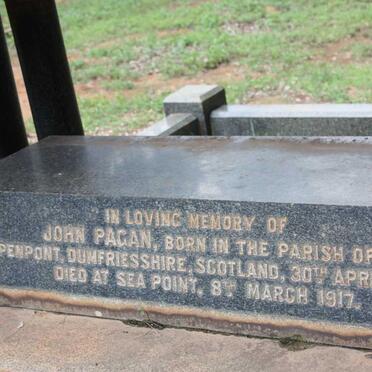 IN LOVING MEMORY OF
JOHN PAGAN, BORN IN THE PARISH OF
PENPONT, DUMFRIESSHIRE, SCOTLAND, 30TH APRI
DIED AT SEA POINT, 8TH MARCH 1917.